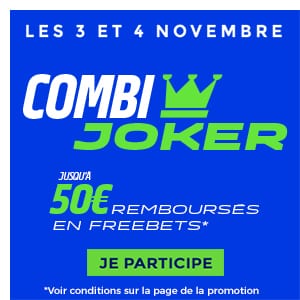 LES 3 ET 4 NOVEMBRE
COMBI
JOKER
JUSQU'À
50€ REMBOURSÉS
EN FREEBETS*
JE PARTICIPE
*Voir conditions sur la page de la promotion